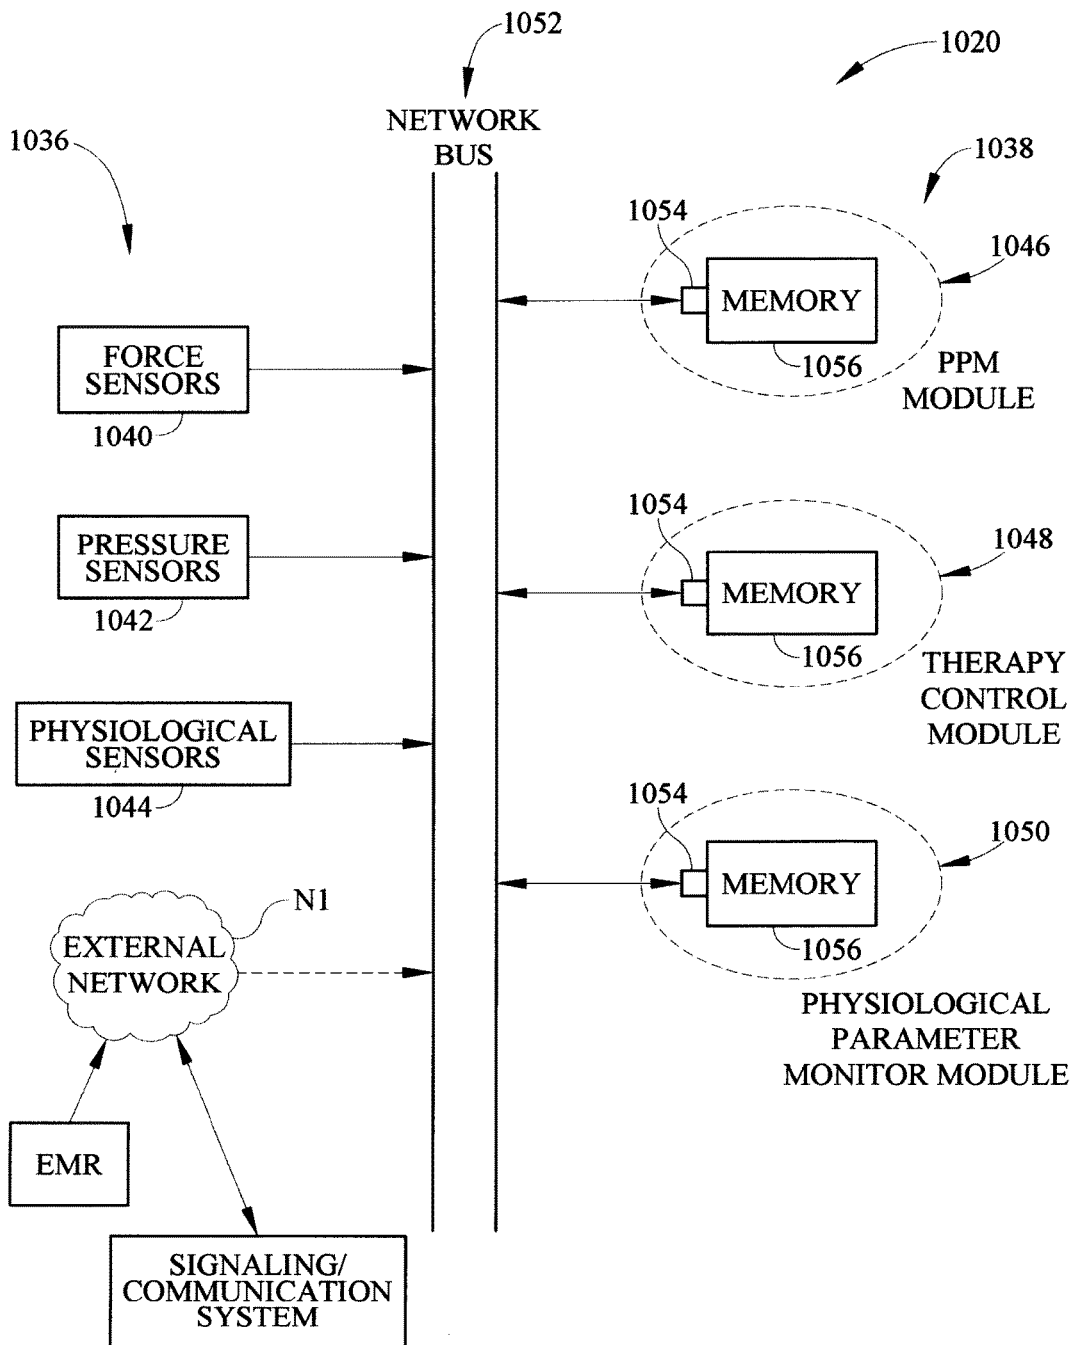 1052
1020
NETWORK
BUS
1036
1038
1054
1046
MEMORY
1056
PPM
MODULE
FORCE
SENSORS
1040
1054
1048
PRESSURE
SENSORS
MEMORY
1042
1056
THERAPY
CONTROL
MODULE
PHYSIOLOGICAL
SENSORS
1044
1054
1050
MEMORY
N1
1056
EXTERNAL
NETWORK
PHYSIOLOGICAL
PARAMETER
MONITOR MODULE
EMR
SIGNALING/
COMMUNICATION
SYSTEM